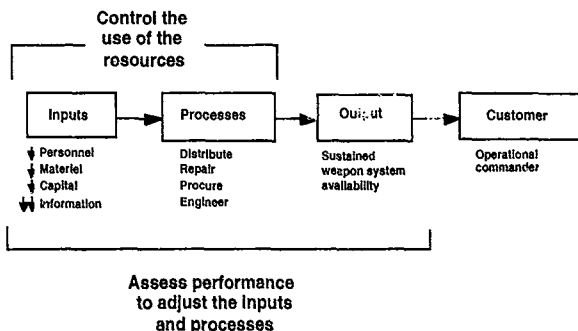 Control the
use of the
rosources
Inputs
Processes
Output
Customer
Personnel
Materiel
Capital
Information
Distribute
Repair
Procure
Engineer
Sustained
weapon system
availability
Operational
commander
Assess performance
to adjust the inputs
and processes